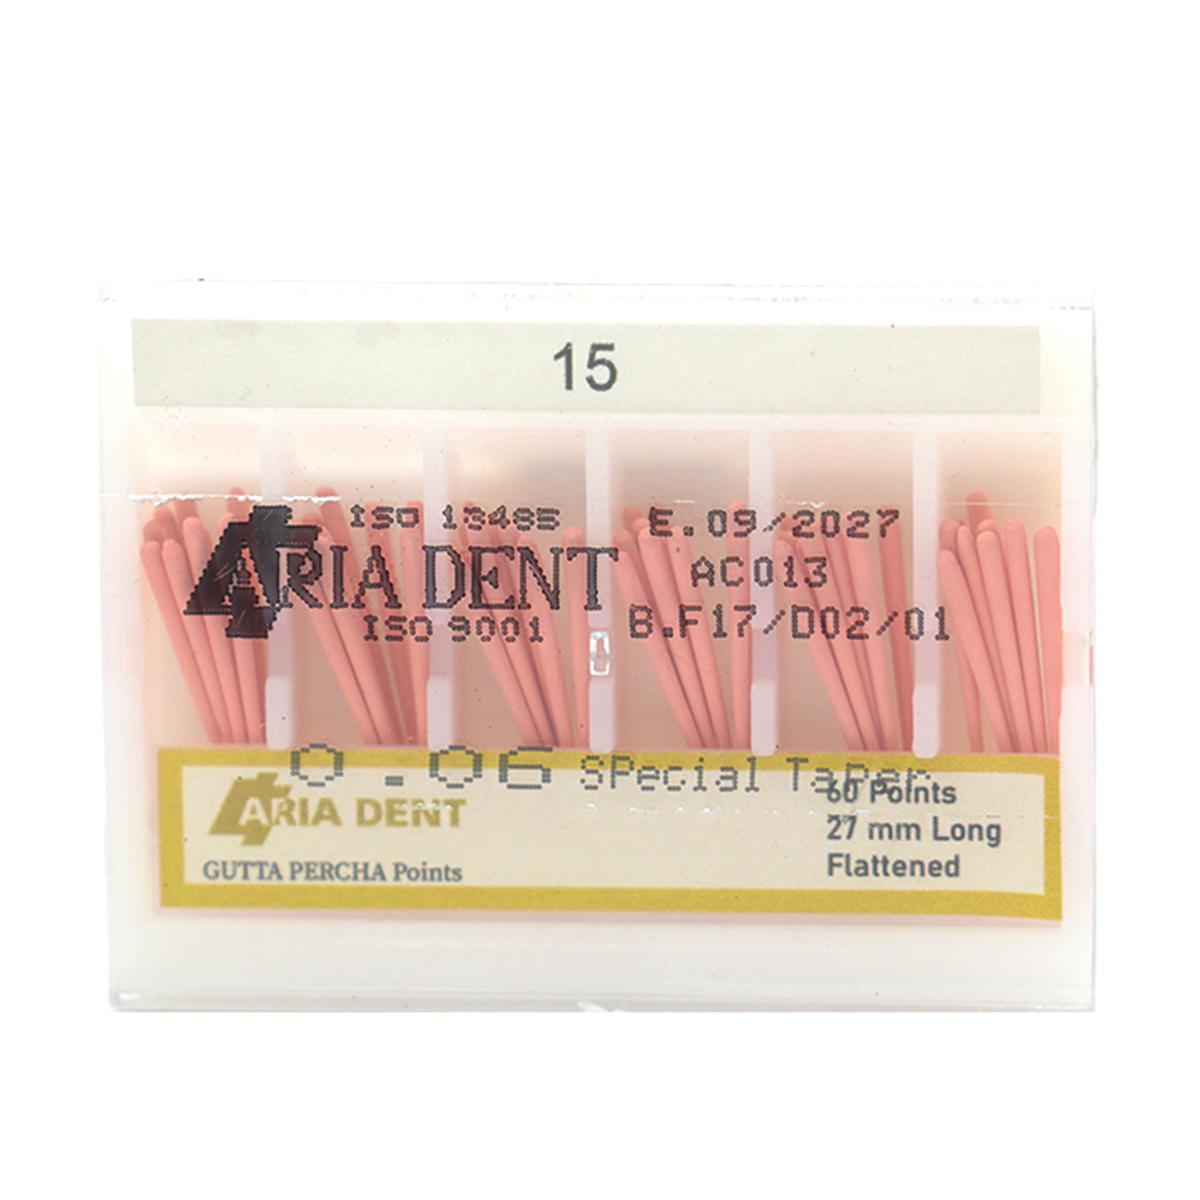 15
ISO 13485
ARIA DENT
ISO 9001
E.09/2027
AC013
B.F17/D02/01
0.06 SPecial TaPer
ARIA DENT
GUTTA PERCHA Points
60 Points
27 mm Long
Flattened